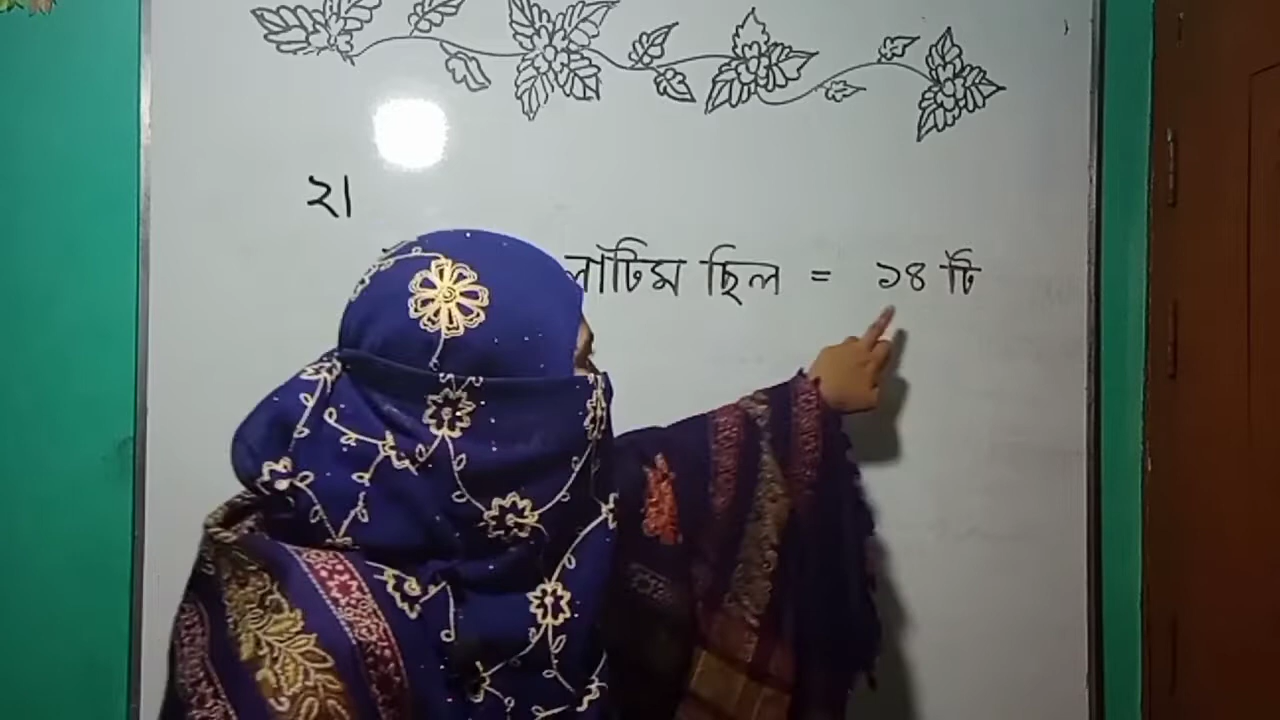 ২।
লাটিম ছিল = ১৪ টি